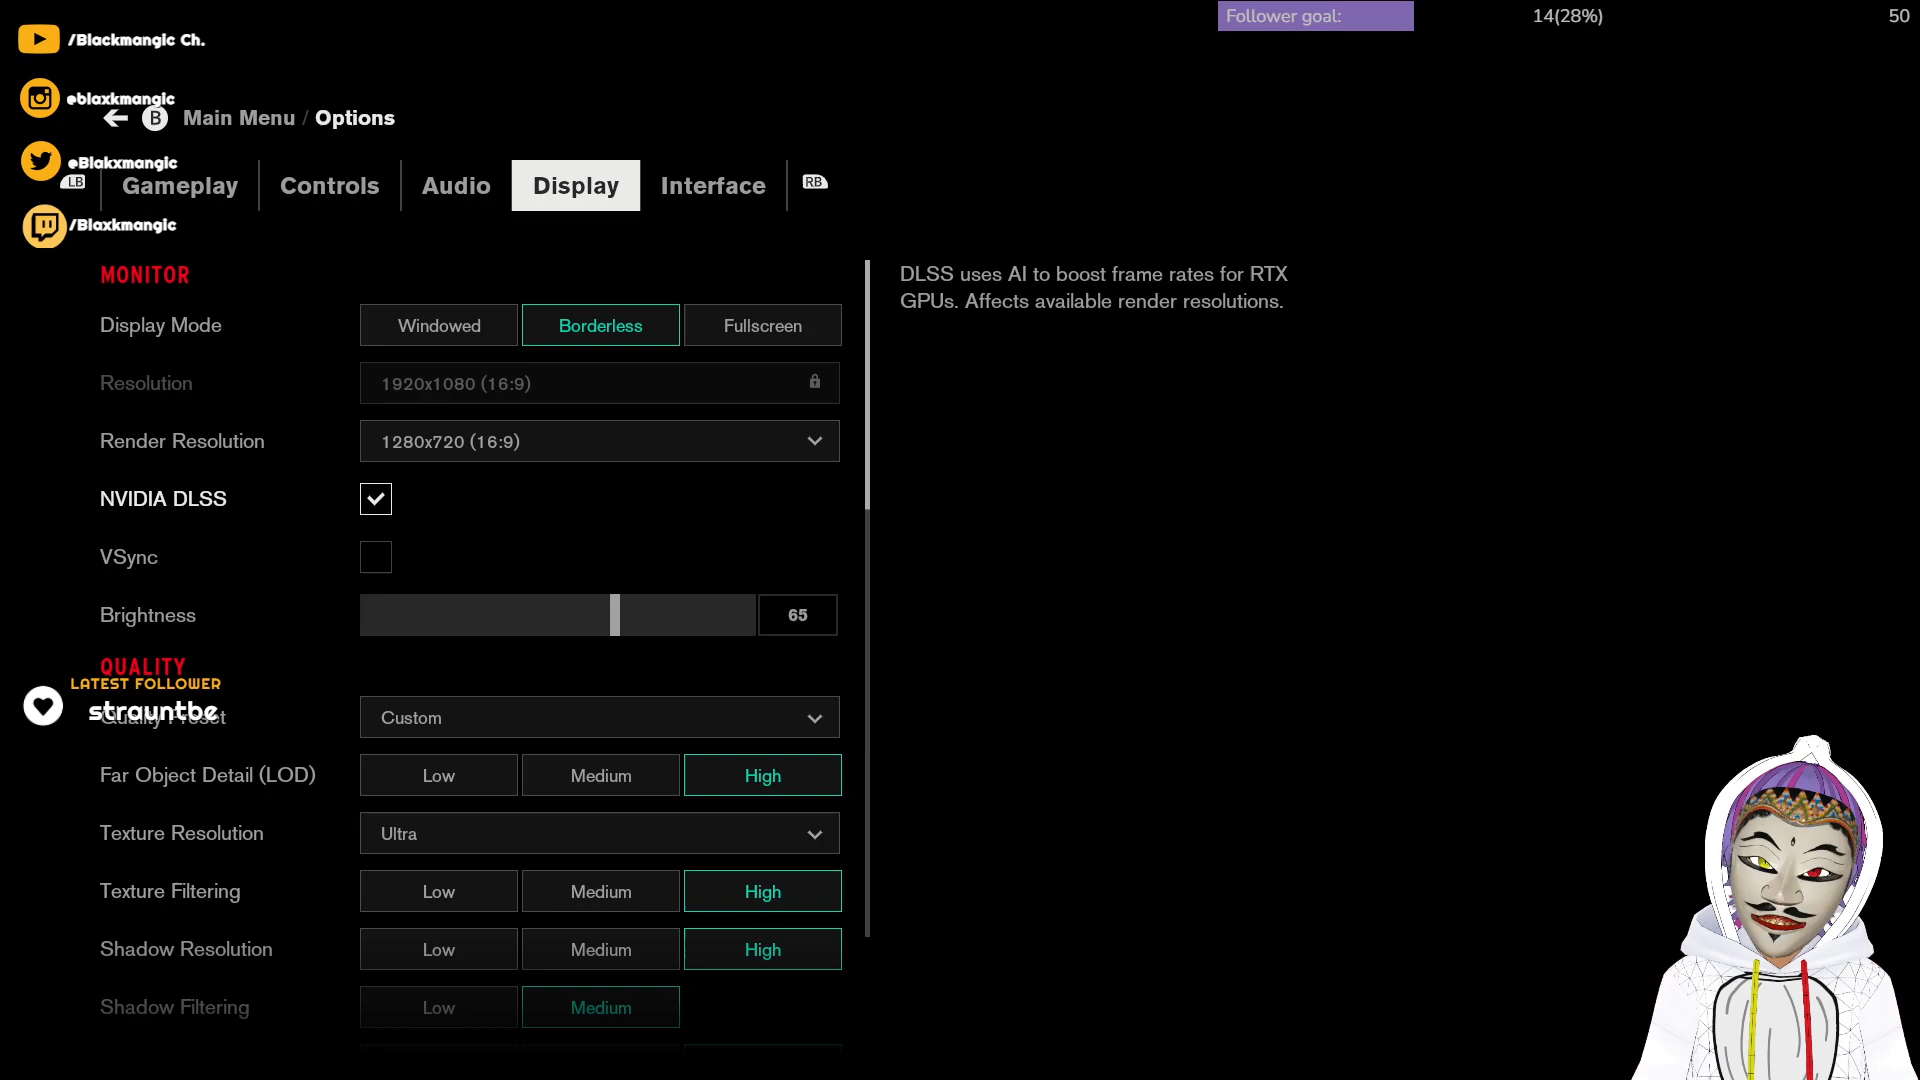 Follower goal: 14(28%) 50
/Blackmangic Ch.
@blaxkmangic
B Main Menu / Options
@Blakxmangic
LB Gameplay Controls Audio Display Interface RB
/Blaxkmangic
MONITOR
DLSS uses AI to boost frame rates for RTX
GPUs. Affects available render resolutions.
Display Mode Windowed Borderless Fullscreen
Resolution 1920x1080 (16:9)
Render Resolution 1280x720 (16:9)
NVIDIA DLSS
VSync
Brightness 65
QUALITY
LATEST FOLLOWER
strauntbe
Quality Preset Custom
Far Object Detail (LOD) Low Medium High
Texture Resolution Ultra
Texture Filtering Low Medium High
Shadow Resolution Low Medium High
Shadow Filtering Low Medium